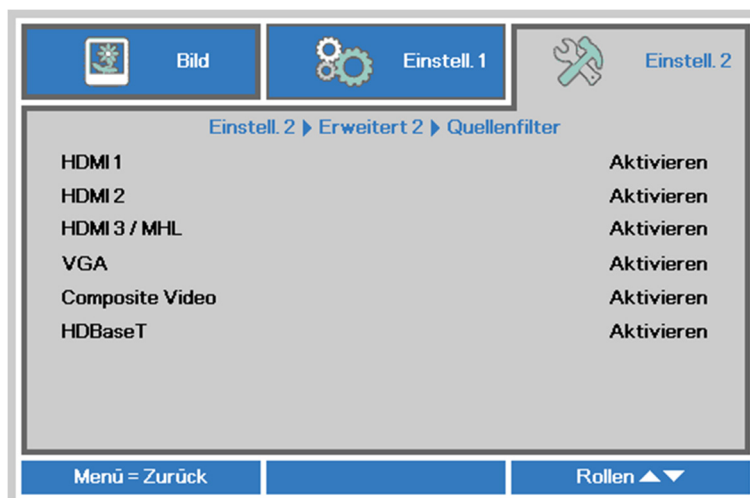 Bild
Einstell. 1
Einstell. 2
Einstell. 2 ▶ Erweitert 2 ▶ Quellenfilter
HDMI 1 Aktivieren
HDMI 2 Aktivieren
HDMI 3 / MHL Aktivieren
VGA Aktivieren
Composite Video Aktivieren
HDBaseT Aktivieren
Menü = Zurück
Rollen ▲▼